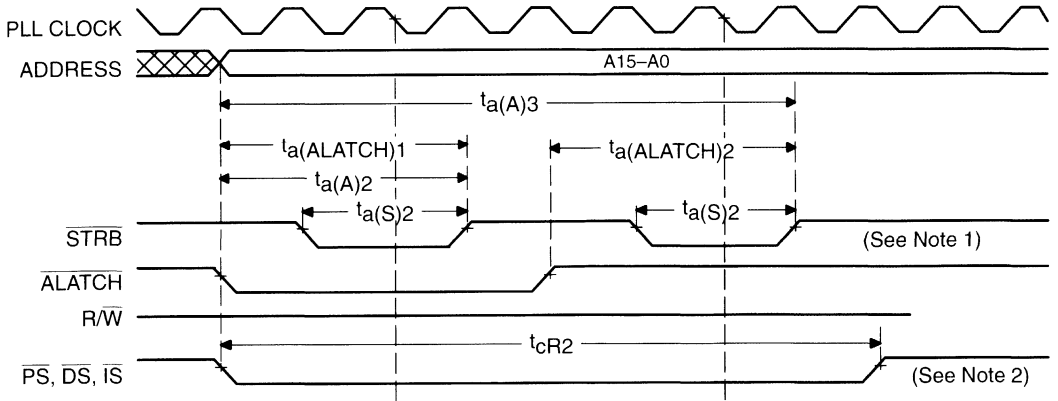 PLL CLOCK
ADDRESS
A15–A0
ta(A)3
ta(ALATCH)1
ta(ALATCH)2
ta(A)2
ta(S)2
ta(S)2
STRB
(See Note 1)
ALATCH
R/W
tcR2
PS, DS, IS
(See Note 2)